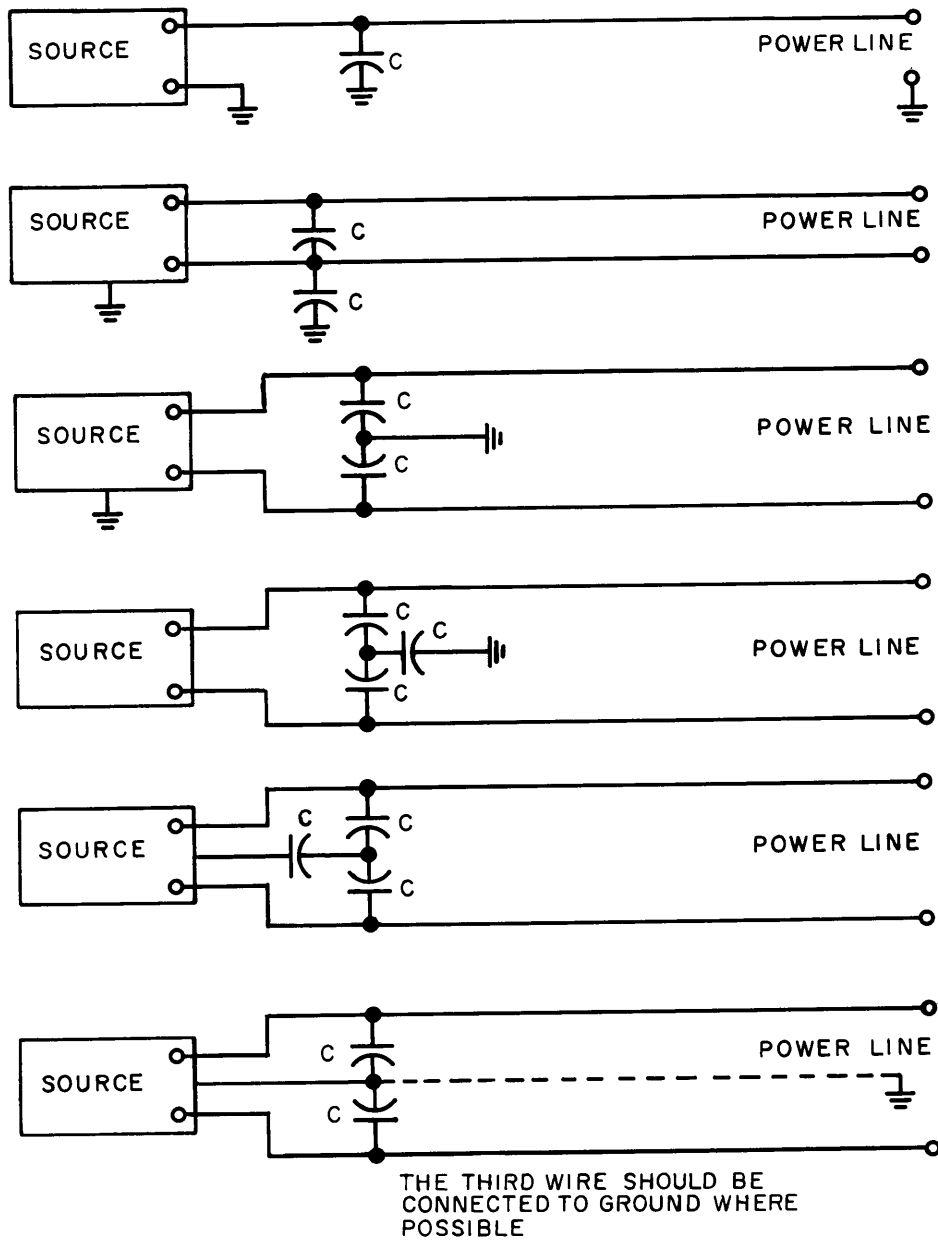 SOURCE
C
POWER LINE
SOURCE
C
POWER LINE
C
SOURCE
C
C
POWER LINE
SOURCE
C
C
C
POWER LINE
SOURCE
C
C
C
POWER LINE
SOURCE
C
C
POWER LINE
THE THIRD WIRE SHOULD BE
CONNECTED TO GROUND WHERE
POSSIBLE